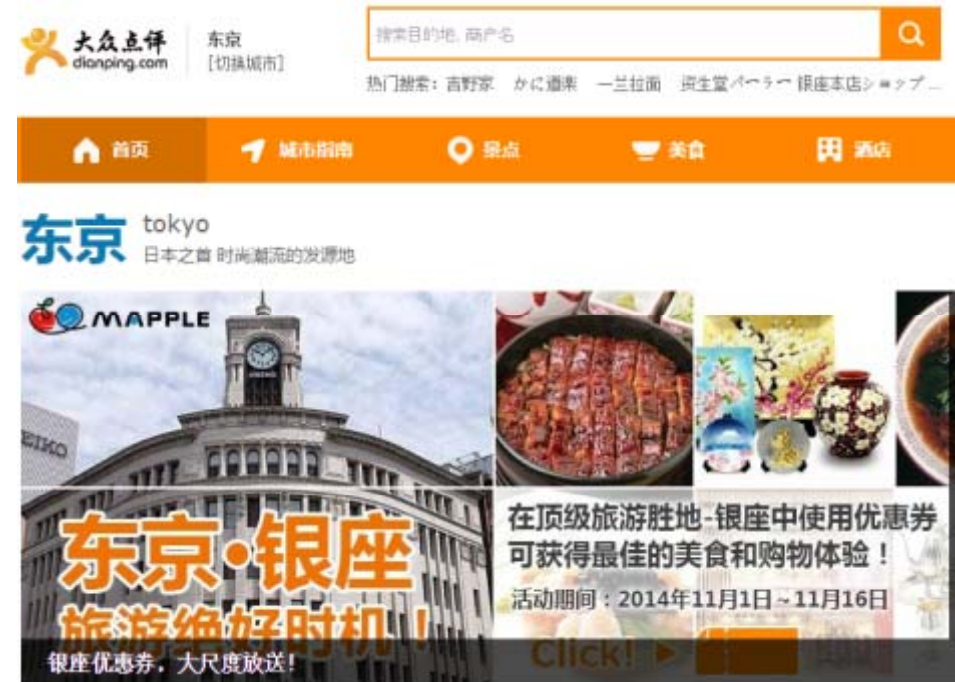 大众点评
dianping.com
东京
[切换城市]
搜索目的地, 商户名
热门搜索: 吉野家 かに道楽 一兰拉面 资生堂パーラー 银座本店ショップ...
首页
城市指南
景点
美食
酒店
东京
tokyo
日本之首 时尚潮流的发源地
MAPPLE
SEIKO
EIKO
东京·银座
旅游绝好时机！
在顶级旅游胜地-银座中使用优惠券
可获得最佳的美食和购物体验！
活动期间：2014年11月1日~11月16日
Click!
银座优惠券，大尺度放送!